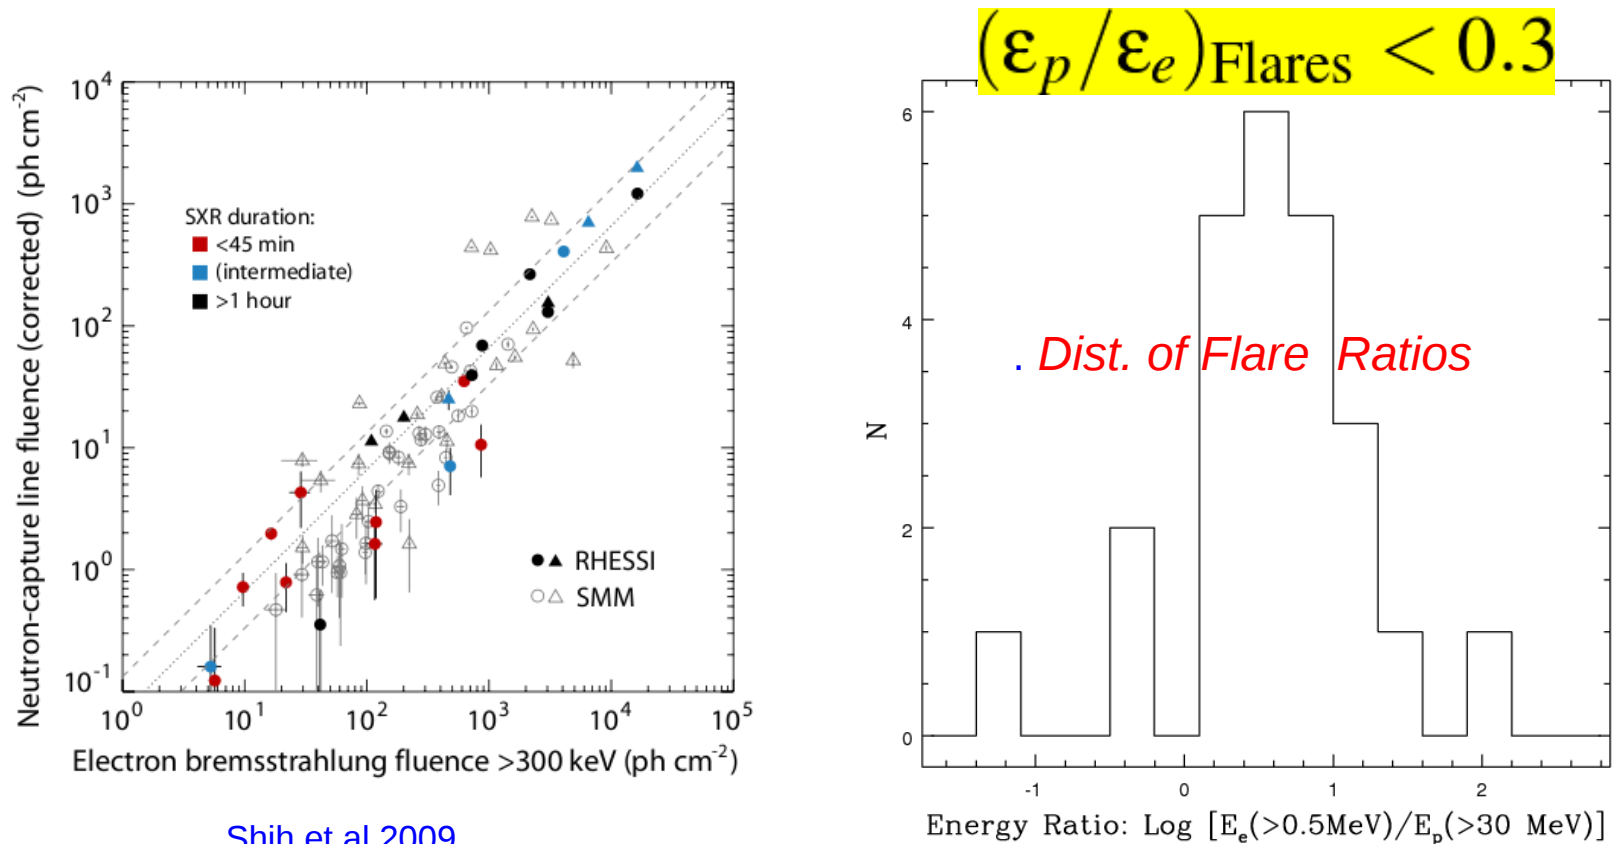 (εp/εe)Flares < 0.3
10^4
10^3
10^2
10^1
10^0
10^-1
Neutron-capture line fluence (corrected) (ph cm^-2)
SXR duration:
<45 min
(intermediate)
>1 hour
RHESSI
SMM
10^0 10^1 10^2 10^3 10^4 10^5
Electron bremsstrahlung fluence >300 keV (ph cm^-2)
Shih et al 2009
6
4
2
0
N
. Dist. of Flare Ratios
-1 0 1 2
Energy Ratio: Log [Ee(>0.5MeV)/Ep(>30 MeV)]